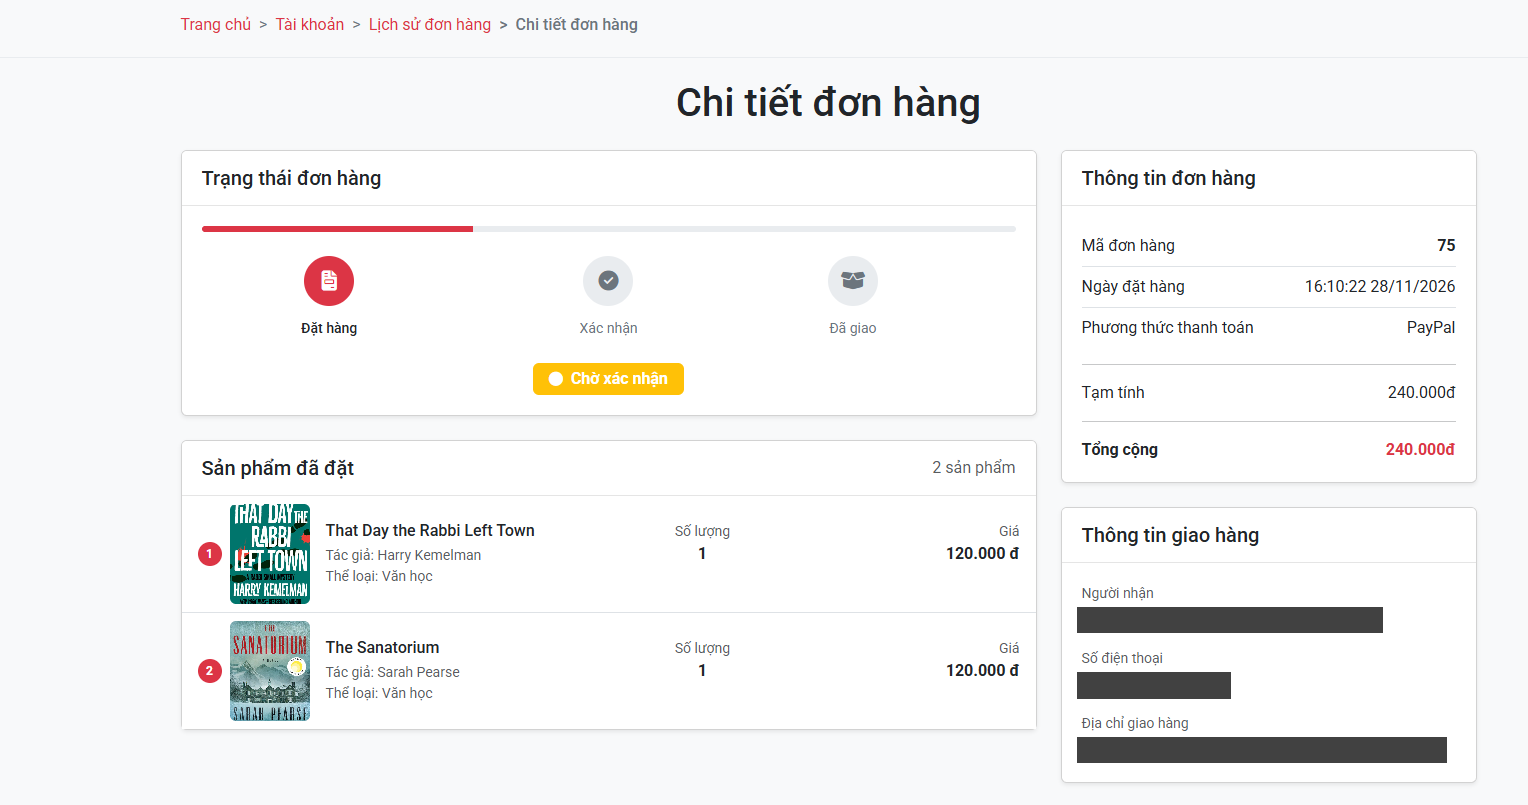 Trang chủ > Tài khoản > Lịch sử đơn hàng > Chi tiết đơn hàng
Chi tiết đơn hàng
Trạng thái đơn hàng
Đặt hàng
Xác nhận
Đã giao
Chờ xác nhận
Sản phẩm đã đặt
2 sản phẩm
1
THAT DAY THE
RABBI
LEFT TOWN
HARRY KEMELMAN
That Day the Rabbi Left Town
Tác giả: Harry Kemelman
Thể loại: Văn học
Số lượng
1
Giá
120.000 đ
2
THE
SANATORIUM
SARAH PEARSE
The Sanatorium
Tác giả: Sarah Pearse
Thể loại: Văn học
Số lượng
1
Giá
120.000 đ
Thông tin đơn hàng
Mã đơn hàng 75
Ngày đặt hàng 16:10:22 28/11/2026
Phương thức thanh toán PayPal
Tạm tính 240.000đ
Tổng cộng 240.000đ
Thông tin giao hàng
Người nhận
Số điện thoại
Địa chỉ giao hàng